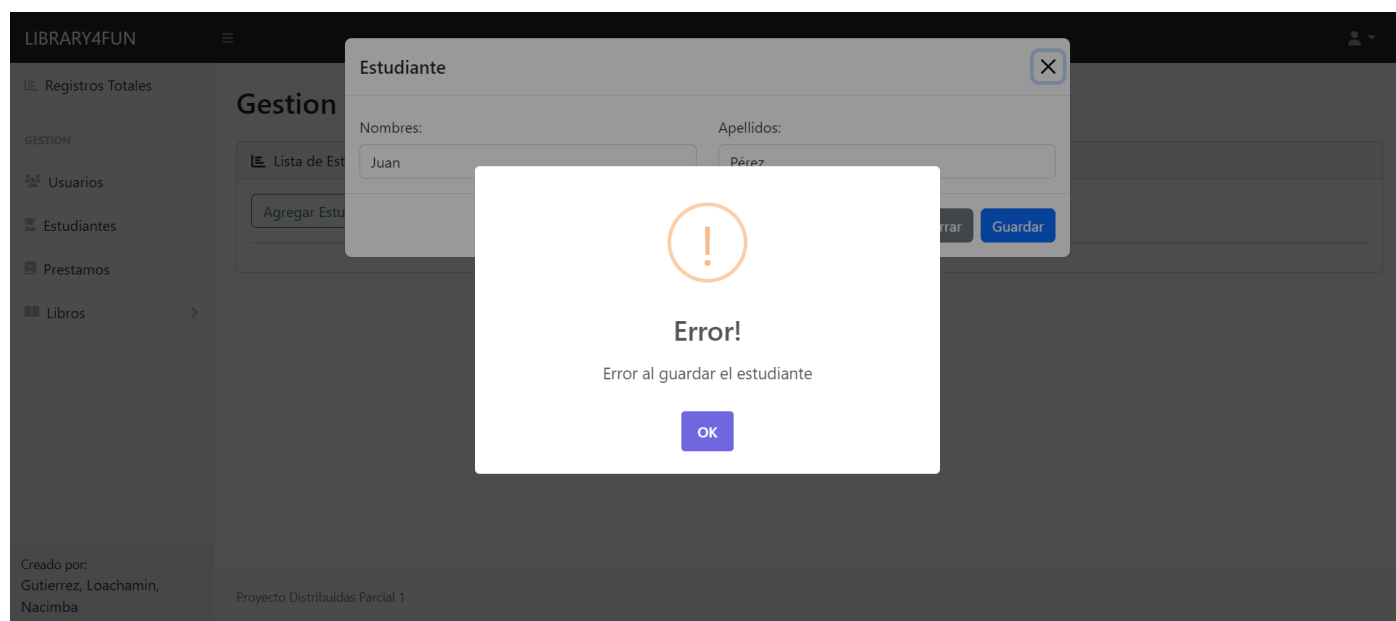 LIBRARY4FUN
Estudiante
Registros Totales
Gestion
Nombres:
Apellidos:
GESTION
Lista de Est
Juan
Pérez
Usuarios
Agregar Estu
rrar
Guardar
Estudiantes
Prestamos
Libros
!
Error!
Error al guardar el estudiante
OK
Creado por:
Gutierrez, Loachamin,
Nacimba
Proyecto Distribuidas Parcial 1